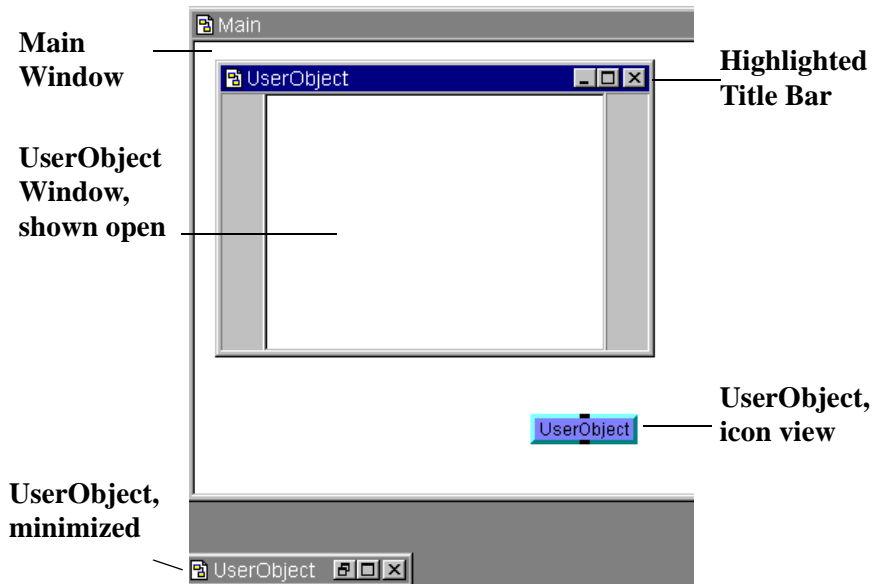 Main
Main
Window
UserObject
Highlighted
Title Bar
UserObject
Window,
shown open
UserObject
UserObject,
icon view
UserObject,
minimized
UserObject